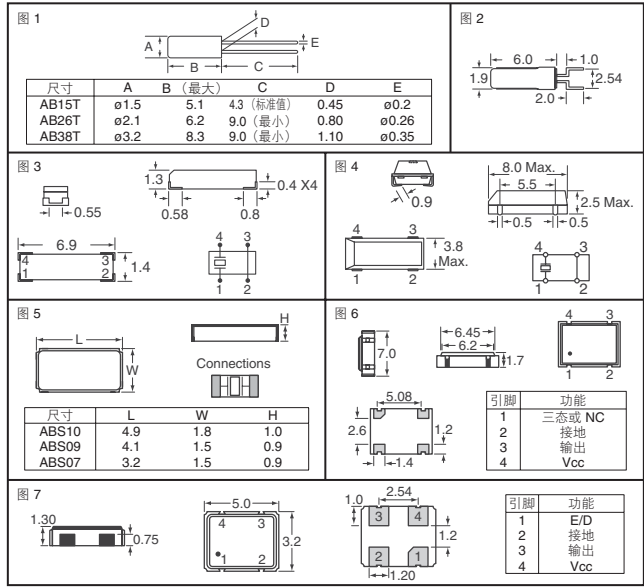 图 1
D
A
E
B
C
尺寸 A B（最大） C D E
AB15T ø1.5 5.1 4.3（标准值） 0.45 ø0.2
AB26T ø2.1 6.2 9.0（最小） 0.80 ø0.26
AB38T ø3.2 8.3 9.0（最小） 1.10 ø0.35
图 2
6.0 1.0
1.9 2.54
2.0
图 3
1.3
0.4 X4
0.55 0.58 0.8
6.9
4 3
1 2
1.4
4 3
1 2
图 4
8.0 Max.
5.5
2.5 Max.
0.9
0.5 0.5
4 3
3.8
Max.
1 2
4 3
1 2
图 5
H
L
W
Connections
尺寸 L W H
ABS10 4.9 1.8 1.0
ABS09 4.1 1.5 0.9
ABS07 3.2 1.5 0.9
图 6
7.0
6.45
6.2
1.7
4 3
1 2
5.08
2.6 1.2
1.4
引脚 功能
1 三态或 NC
2 接地
3 输出
4 Vcc
图 7
1.30
0.75
5.0
4 3
1 2
3.2
1.0 2.54
3 4
2 1
1.2
1.20
引脚 功能
1 E/D
2 接地
3 输出
4 Vcc